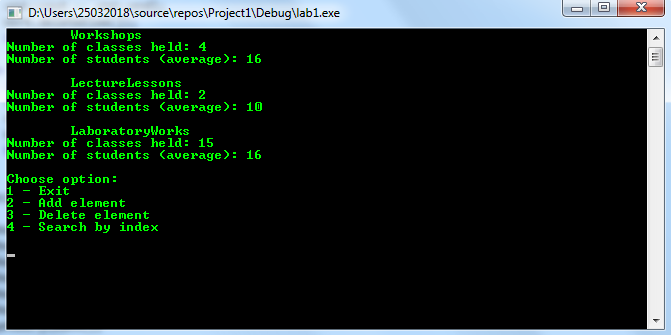 D:\Users\25032018\source\repos\Project1\Debug\lab1.exe
Workshops
Number of classes held: 4
Number of students (average): 16
LectureLessons
Number of classes held: 2
Number of students (average): 10
LaboratoryWorks
Number of classes held: 15
Number of students (average): 16
Choose option:
1 - Exit
2 - Add element
3 - Delete element
4 - Search by index